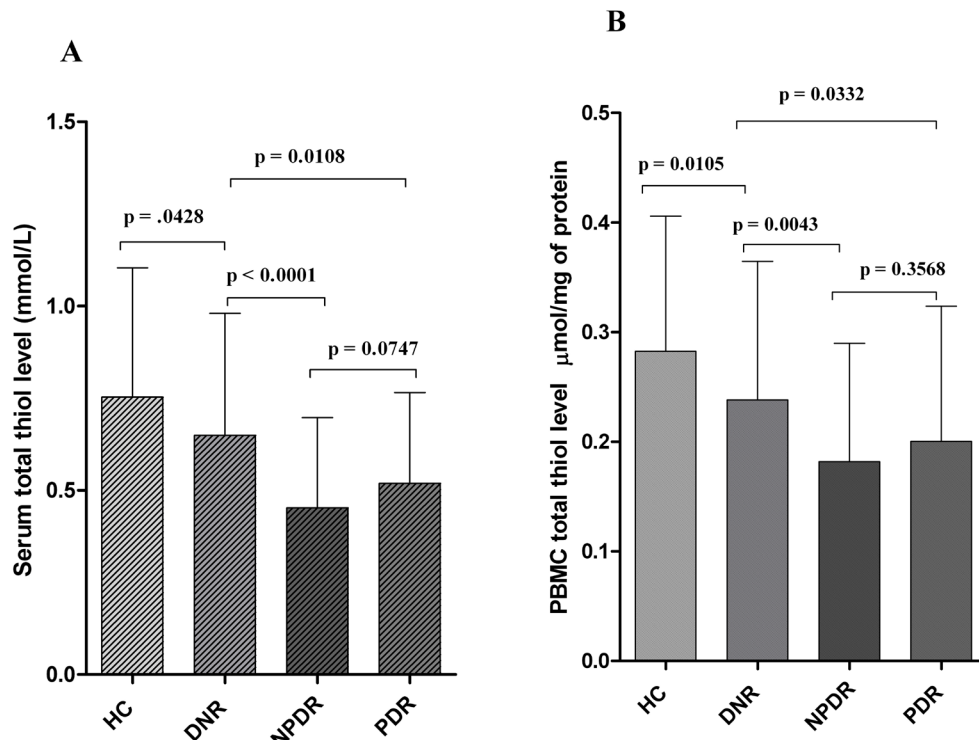 A
Serum total thiol level (mmol/L)
1.5
1.0
0.5
0.0
p = 0.0108
p = .0428
p < 0.0001
p = 0.0747
HC
DNR
NPDR
PDR
B
PBMC total thiol level μmol/mg of protein
0.5
0.4
0.3
0.2
0.1
0.0
p = 0.0332
p = 0.0105
p = 0.0043
p = 0.3568
HC
DNR
NPDR
PDR